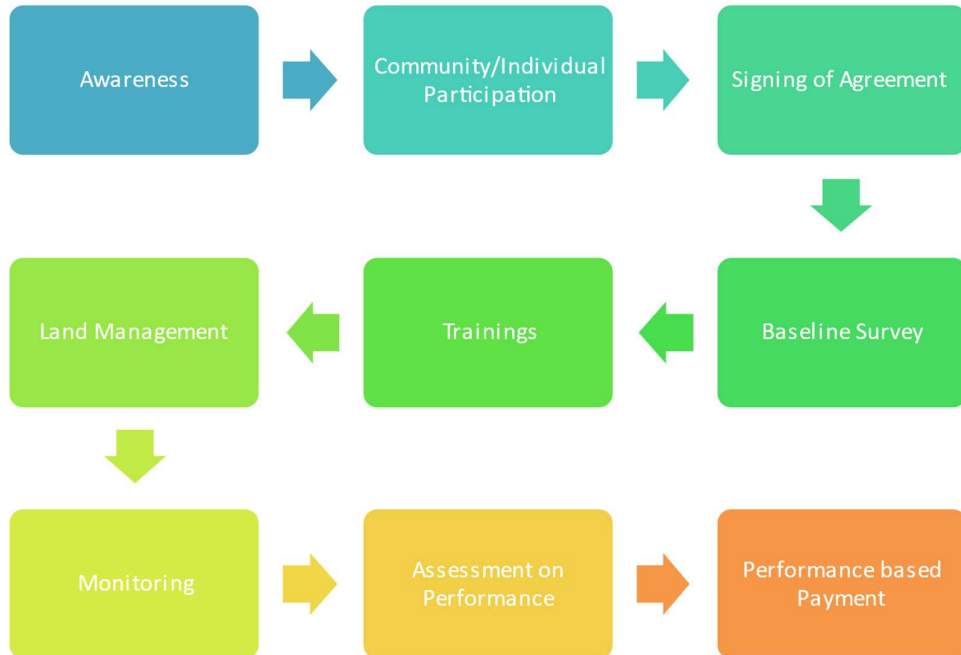 Awareness
Community/Individual
Participation
Signing of Agreement
Baseline Survey
Trainings
Land Management
Monitoring
Assessment on
Performance
Performance based
Payment